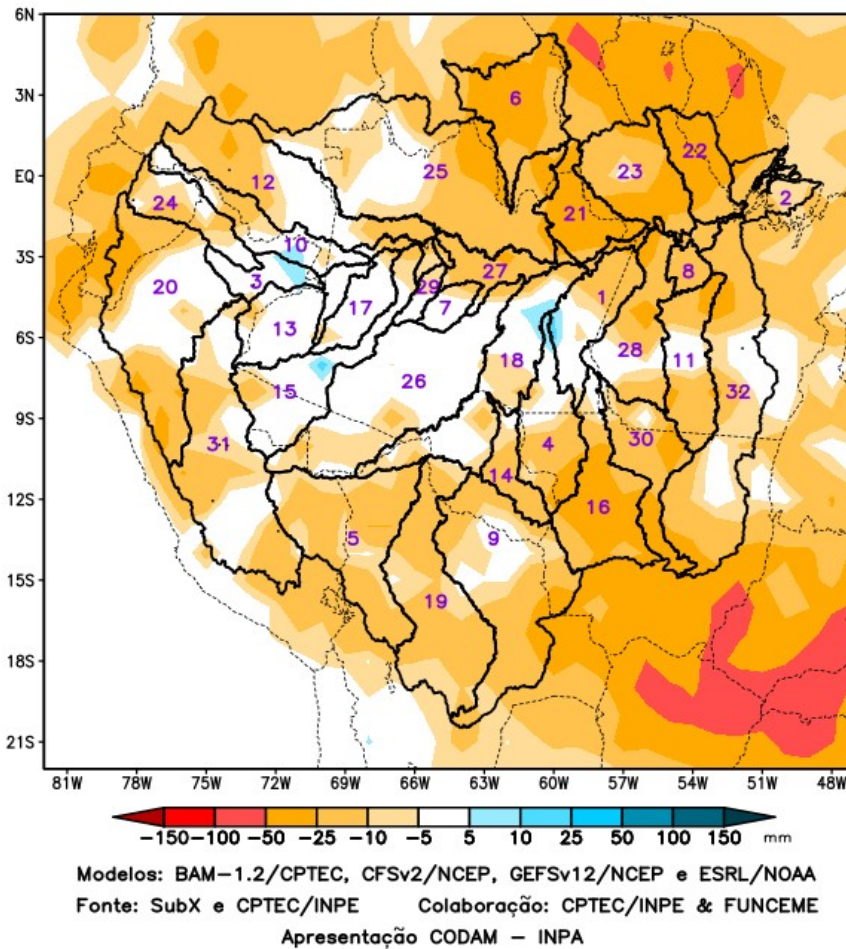 6N
3N
6
22
25
23
EQ
12
2
24
21
10
3S
27
8
3
29
20
1
17
7
13
6S
28
18
11
26
15
32
9S
31
30
4
14
12S
16
5
9
15S
19
18S
21S
81W 78W 75W 72W 69W 66W 63W 60W 57W 54W 51W 48W
−150 −100 −50 −25 −10 −5 5 10 25 50 100 150 mm
Modelos: BAM−1.2/CPTEC, CFSv2/NCEP, GEFSv12/NCEP e ESRL/NOAA
Fonte: SubX e CPTEC/INPE Colaboração: CPTEC/INPE & FUNCEME
Apresentação CODAM − INPA